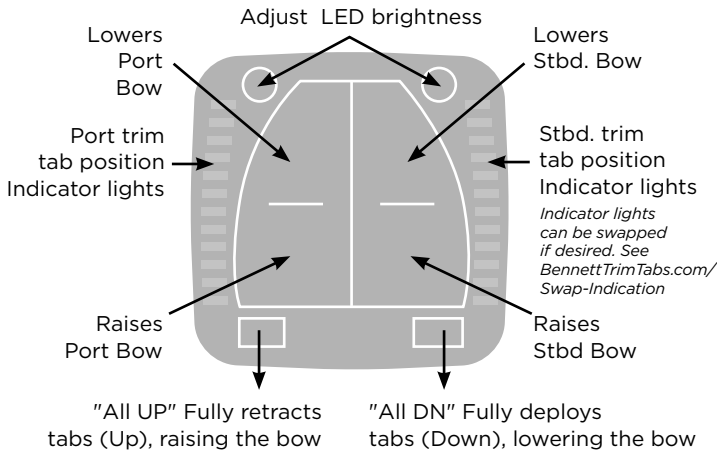 Adjust  LED brightness
Lowers
Port
Bow
Lowers
Stbd. Bow
Port trim
tab position
Indicator lights
Stbd. trim
tab position
Indicator lights
Indicator lights
can be swapped
if desired. See
BennettTrimTabs.com/
Swap-Indication
Raises
Port Bow
Raises
Stbd Bow
"All UP" Fully retracts
tabs (Up), raising the bow
"All DN" Fully deploys
tabs (Down), lowering the bow